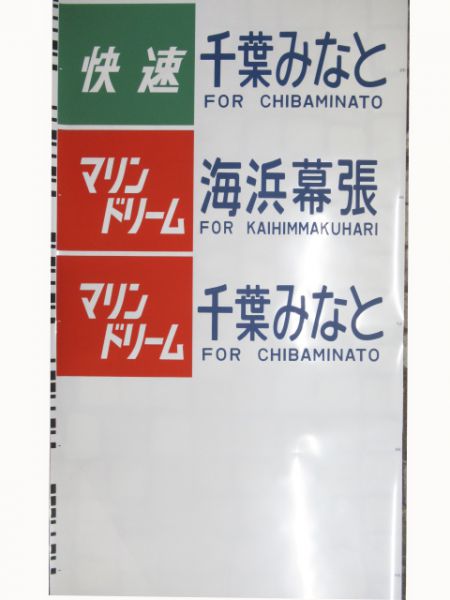 快速 千葉みなと
FOR CHIBAMINATO
マリン
ドリーム
海浜幕張
FOR KAIHIMMAKUHARI
マリン
ドリーム
千葉みなと
FOR CHIBAMINATO